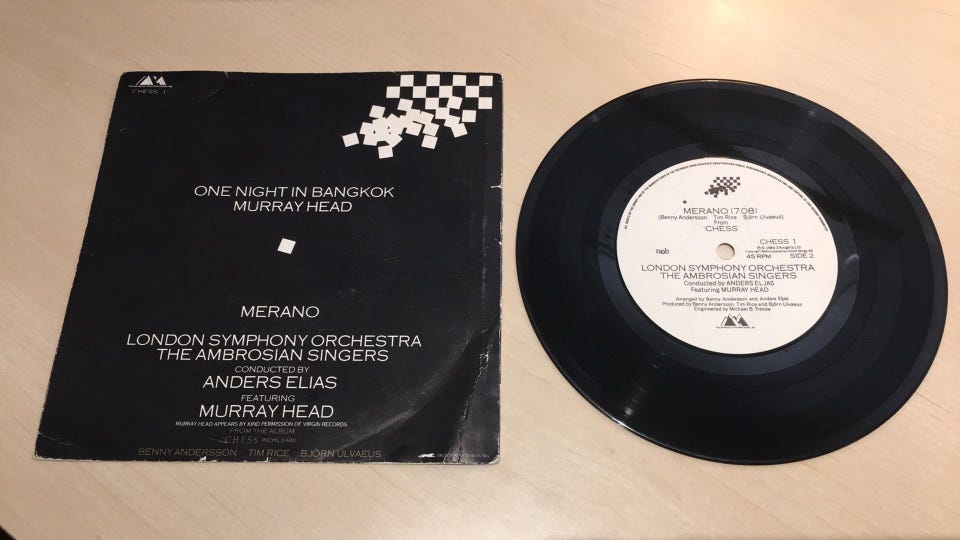 CHESS 1
ONE NIGHT IN BANGKOK
MURRAY HEAD
MERANO
LONDON SYMPHONY ORCHESTRA
THE AMBROSIAN SINGERS
CONDUCTED BY
ANDERS ELIAS
FEATURING
MURRAY HEAD
MURRAY HEAD APPEARS BY KIND PERMISSION OF VIRGIN RECORDS
FROM THE ALBUM
CHESS
BENNY ANDERSSON TIM RICE BJÖRN ULVAEUS
MERANO (7.08)
(Benny Andersson Tim Rice Björn Ulvaeus)
From
'CHESS'
CHESS 1
45 RPM SIDE 2
LONDON SYMPHONY ORCHESTRA
THE AMBROSIAN SINGERS
Conducted by ANDERS ELJAS
Featuring MURRAY HEAD
Arranged by Benny Andersson and Anders Eljas
Produced by Benny Andersson, Tim Rice and Björn Ulvaeus
Engineered by Michael B. Tretow